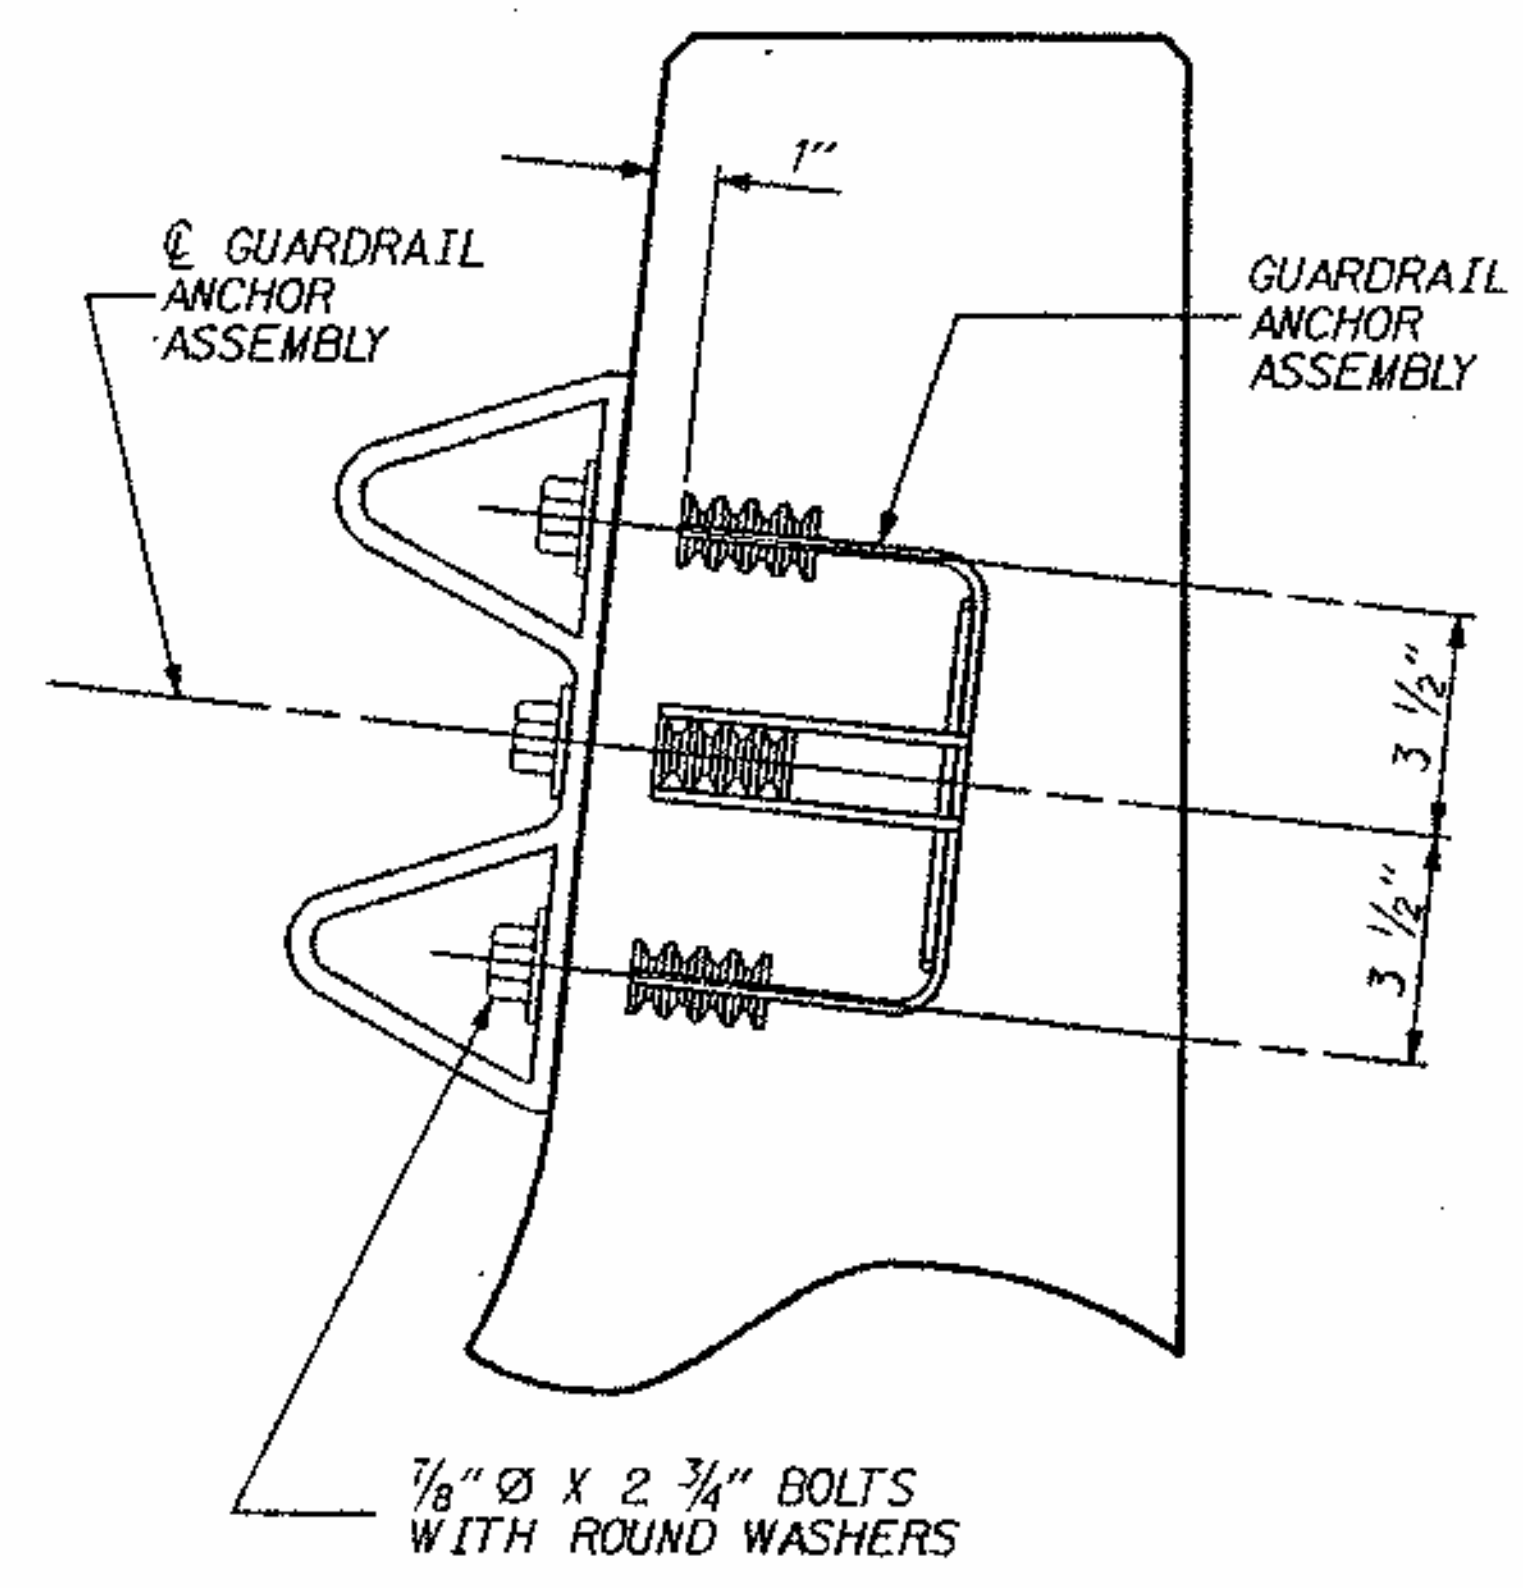 1"
℄ GUARDRAIL
ANCHOR
ASSEMBLY
GUARDRAIL
ANCHOR
ASSEMBLY
3 1/2"
3 1/2"
7/8" Ø X 2 3/4" BOLTS
WITH ROUND WASHERS